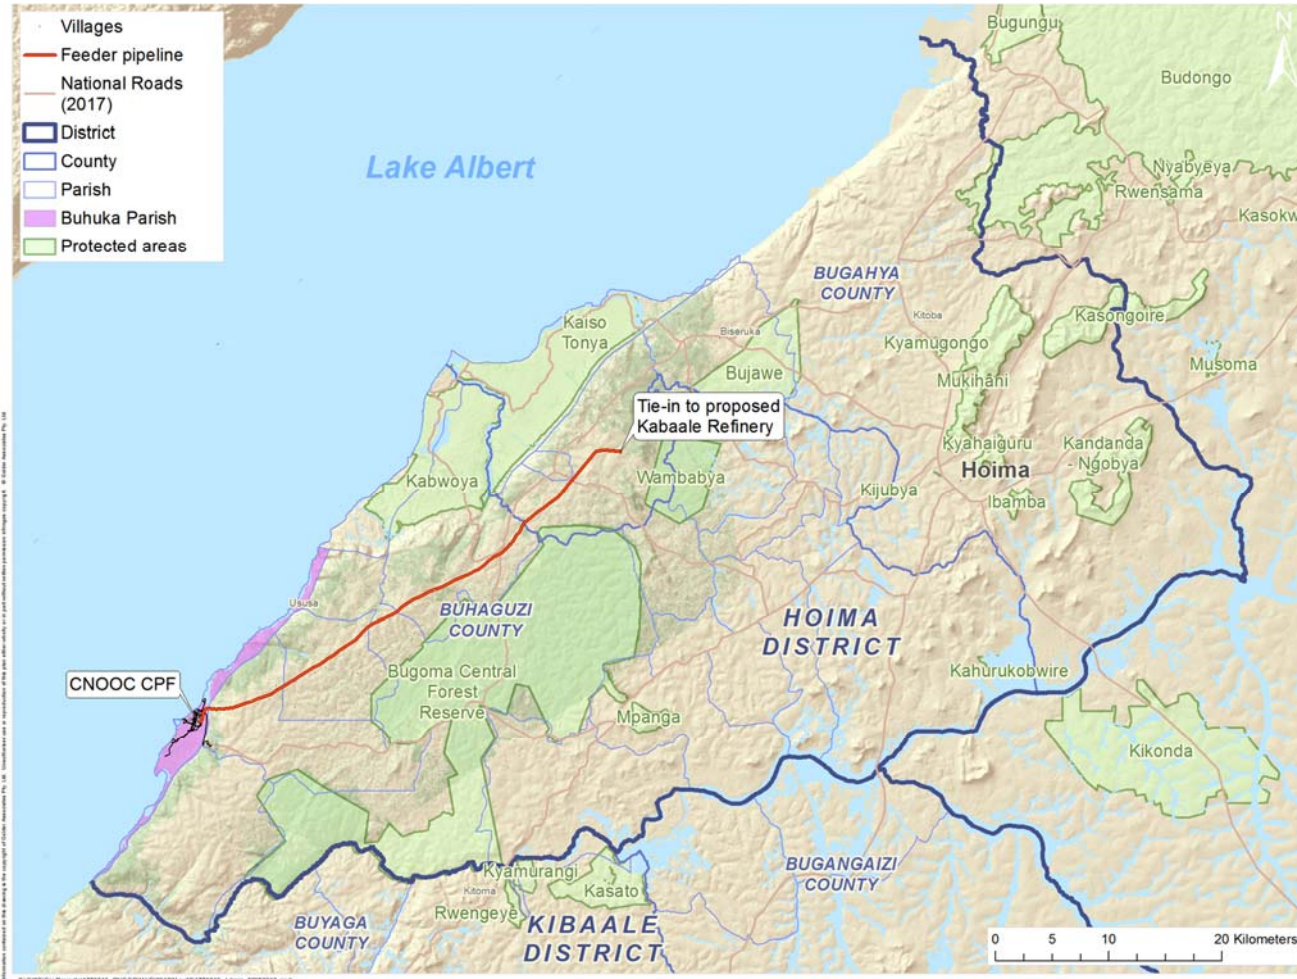 Villages
Feeder pipeline
National Roads
(2017)
District
County
Parish
Buhuka Parish
Protected areas
Lake Albert
Bugungu
N
Budongo
Nyabyeya
Rwensama
Kasokw
BUGAHYA
COUNTY
Kitoba
Kasongoire
Kaiso
Tonya
Biseruka
Kyamugongo
Musoma
Bujawe
Mukihani
Tie-in to proposed
Kabaale Refinery
Kyahaiguru
Kandanda
- Ngobya
Hoima
Kabwoya
Wambabya
Kijubya
Ibamba
Ususa
BUHAGUZI
COUNTY
HOIMA
DISTRICT
CNOOC CPF
Bugoma Central
Forest
Reserve
Kahurukobwire
Mpanga
Kikonda
Kyamurangi
BUGANGAIZI
COUNTY
Kitoma
Kasato
Rwengeye
BUYAGA
COUNTY
KIBAALE
DISTRICT
0 5 10 20 Kilometers